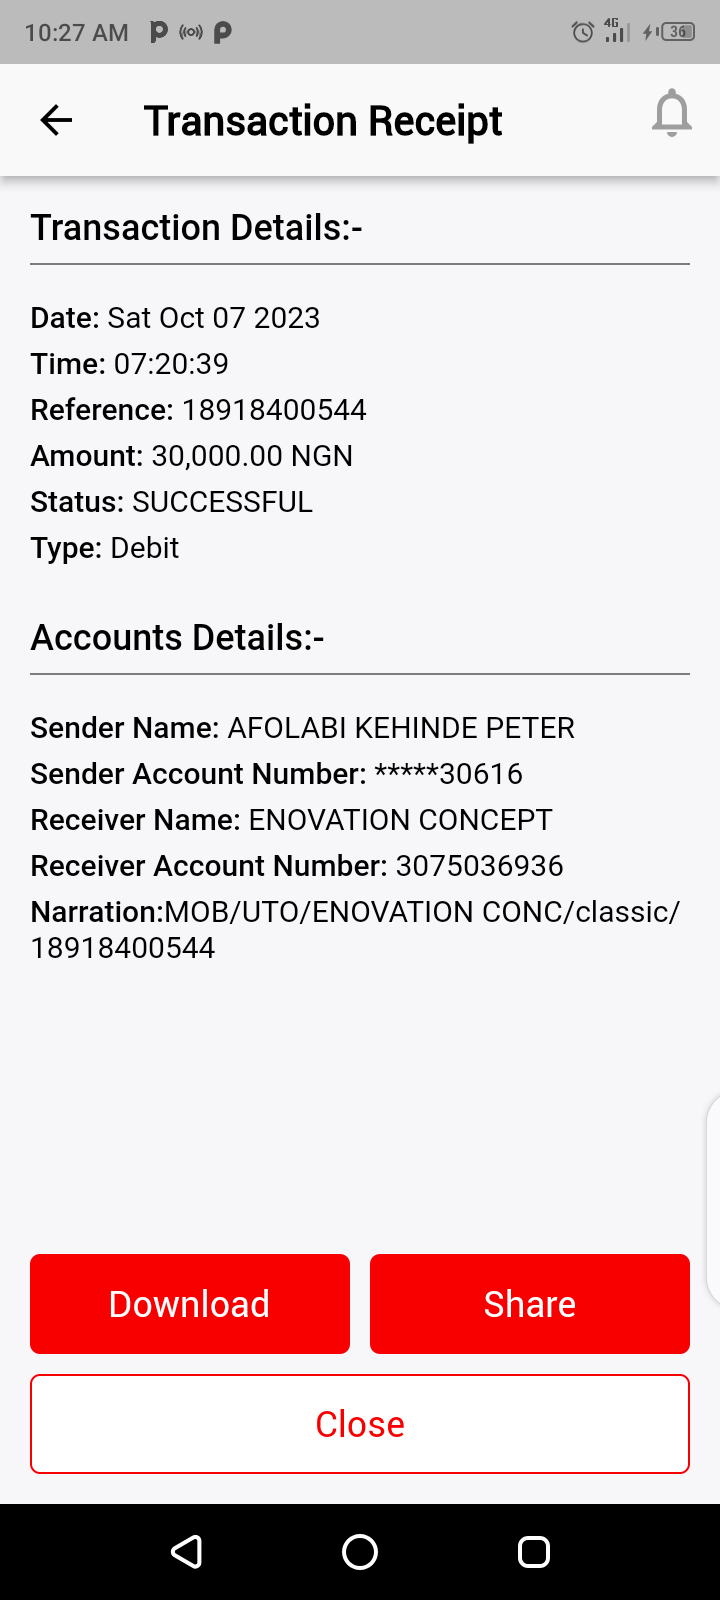 10:27 AM
4G
36
Transaction Receipt
Transaction Details:-
Date: Sat Oct 07 2023
Time: 07:20:39
Reference: 18918400544
Amount: 30,000.00 NGN
Status: SUCCESSFUL
Type: Debit
Accounts Details:-
Sender Name: AFOLABI KEHINDE PETER
Sender Account Number: *****30616
Receiver Name: ENOVATION CONCEPT
Receiver Account Number: 3075036936
Narration:MOB/UTO/ENOVATION CONC/classic/
18918400544
Download
Share
Close